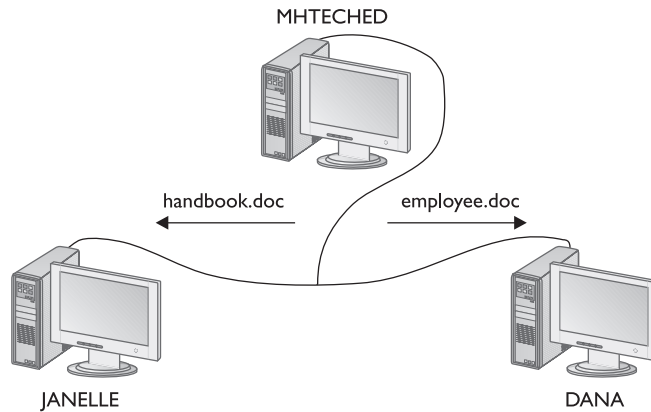 MHTECHED
handbook.doc
employee.doc
JANELLE
DANA